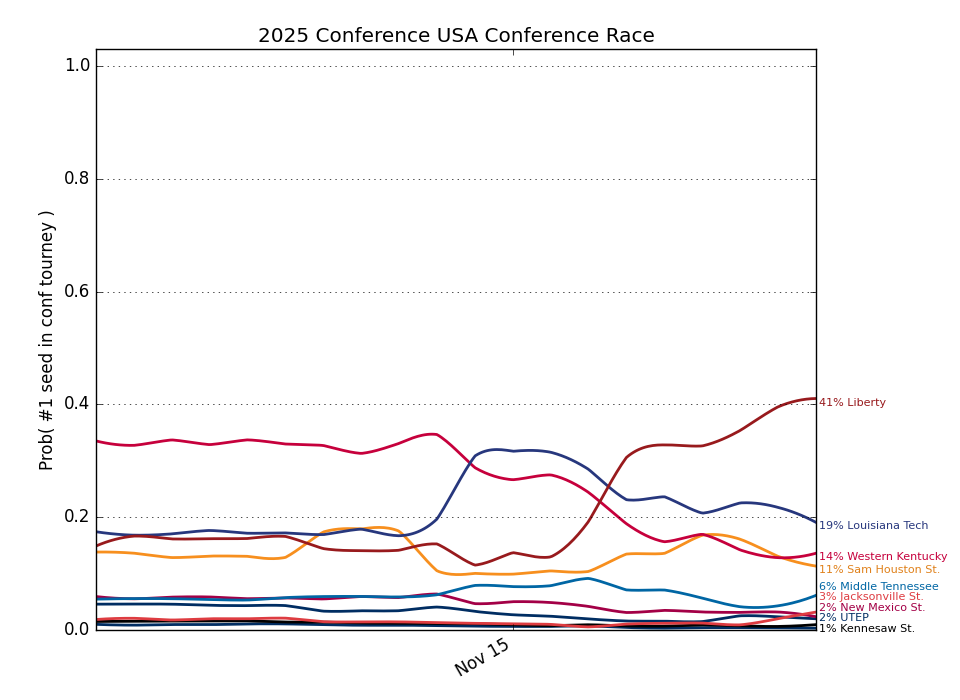 2025 Conference USA Conference Race
Prob( #1 seed in conf tourney )
1.0
0.8
0.6
0.4
0.2
0.0
Nov 15
41% Liberty
19% Louisiana Tech
14% Western Kentucky
11% Sam Houston St.
6% Middle Tennessee
3% Jacksonville St.
2% New Mexico St.
2% UTEP
1% Kennesaw St.